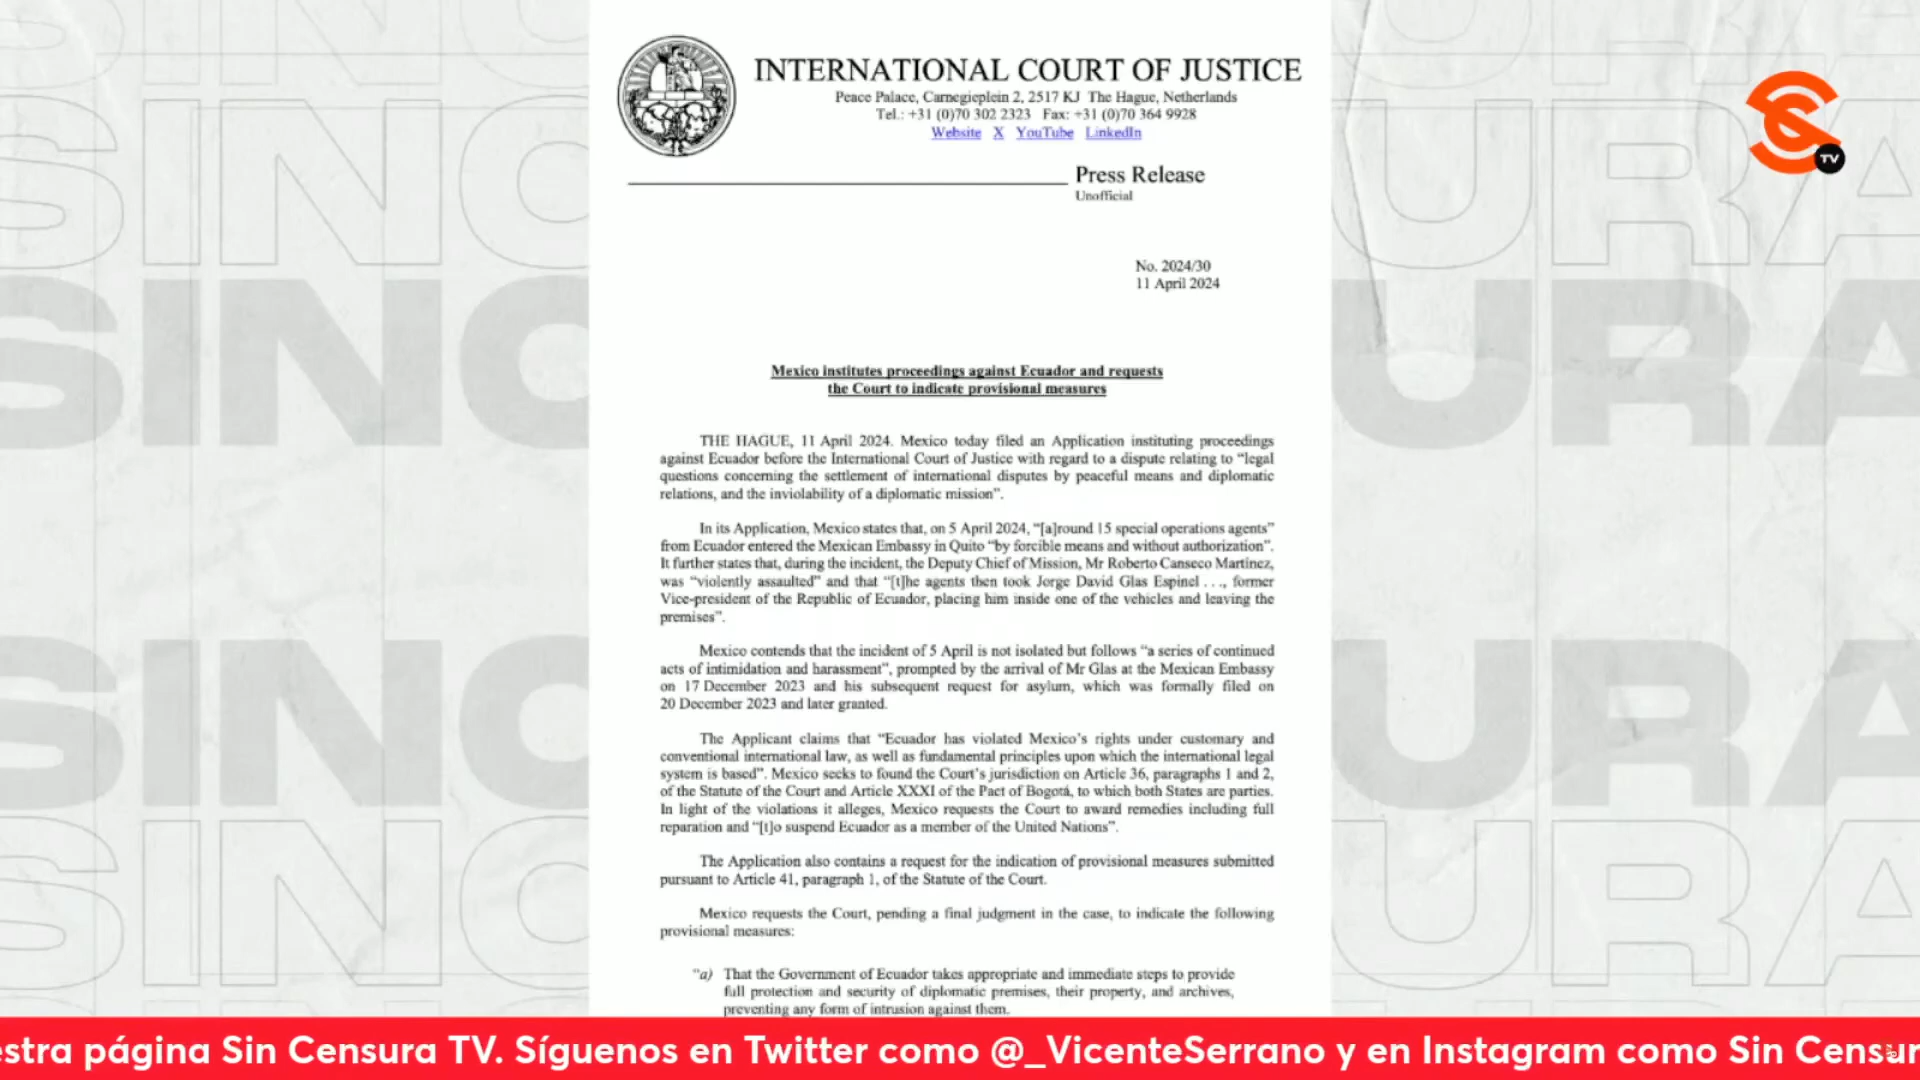 INTERNATIONAL COURT OF JUSTICE
Peace Palace, Carnegieplein 2, 2517 KJ The Hague, Netherlands
Tel.: +31 (0)70 302 2323 Fax: +31 (0)70 364 9928
Website X YouTube LinkedIn
Press Release
Unofficial
No. 2024/30
11 April 2024
Mexico institutes proceedings against Ecuador and requests
the Court to indicate provisional measures
THE HAGUE, 11 April 2024. Mexico today filed an Application instituting proceedings
against Ecuador before the International Court of Justice with regard to a dispute relating to “legal
questions concerning the settlement of international disputes by peaceful means and diplomatic
relations, and the inviolability of a diplomatic mission”.
In its Application, Mexico states that, on 5 April 2024, “[a]round 15 special operations agents”
from Ecuador entered the Mexican Embassy in Quito “by forcible means and without authorization”.
It further states that, during the incident, the Deputy Chief of Mission, Mr Roberto Canseco Martínez,
was “violently assaulted” and that “[t]he agents then took Jorge David Glas Espinel . . ., former
Vice-president of the Republic of Ecuador, placing him inside one of the vehicles and leaving the
premises”.
Mexico contends that the incident of 5 April is not isolated but follows “a series of continued
acts of intimidation and harassment”, prompted by the arrival of Mr Glas at the Mexican Embassy
on 17 December 2023 and his subsequent request for asylum, which was formally filed on
20 December 2023 and later granted.
The Applicant claims that “Ecuador has violated Mexico’s rights under customary and
conventional international law, as well as fundamental principles upon which the international legal
system is based”. Mexico seeks to found the Court’s jurisdiction on Article 36, paragraphs 1 and 2,
of the Statute of the Court and Article XXXI of the Pact of Bogotá, to which both States are parties.
In light of the violations it alleges, Mexico requests the Court to award remedies including full
reparation and “[t]o suspend Ecuador as a member of the United Nations”.
The Application also contains a request for the indication of provisional measures submitted
pursuant to Article 41, paragraph 1, of the Statute of the Court.
Mexico requests the Court, pending a final judgment in the case, to indicate the following
provisional measures:
“a) That the Government of Ecuador takes appropriate and immediate steps to provide
full protection and security of diplomatic premises, their property, and archives,
preventing any form of intrusion against them.
TV
SINC URA
SINC URA
SINC URA
SINC URA
estra página Sin Censura TV. Síguenos en Twitter como @_VicenteSerrano y en Instagram como Sin Censur